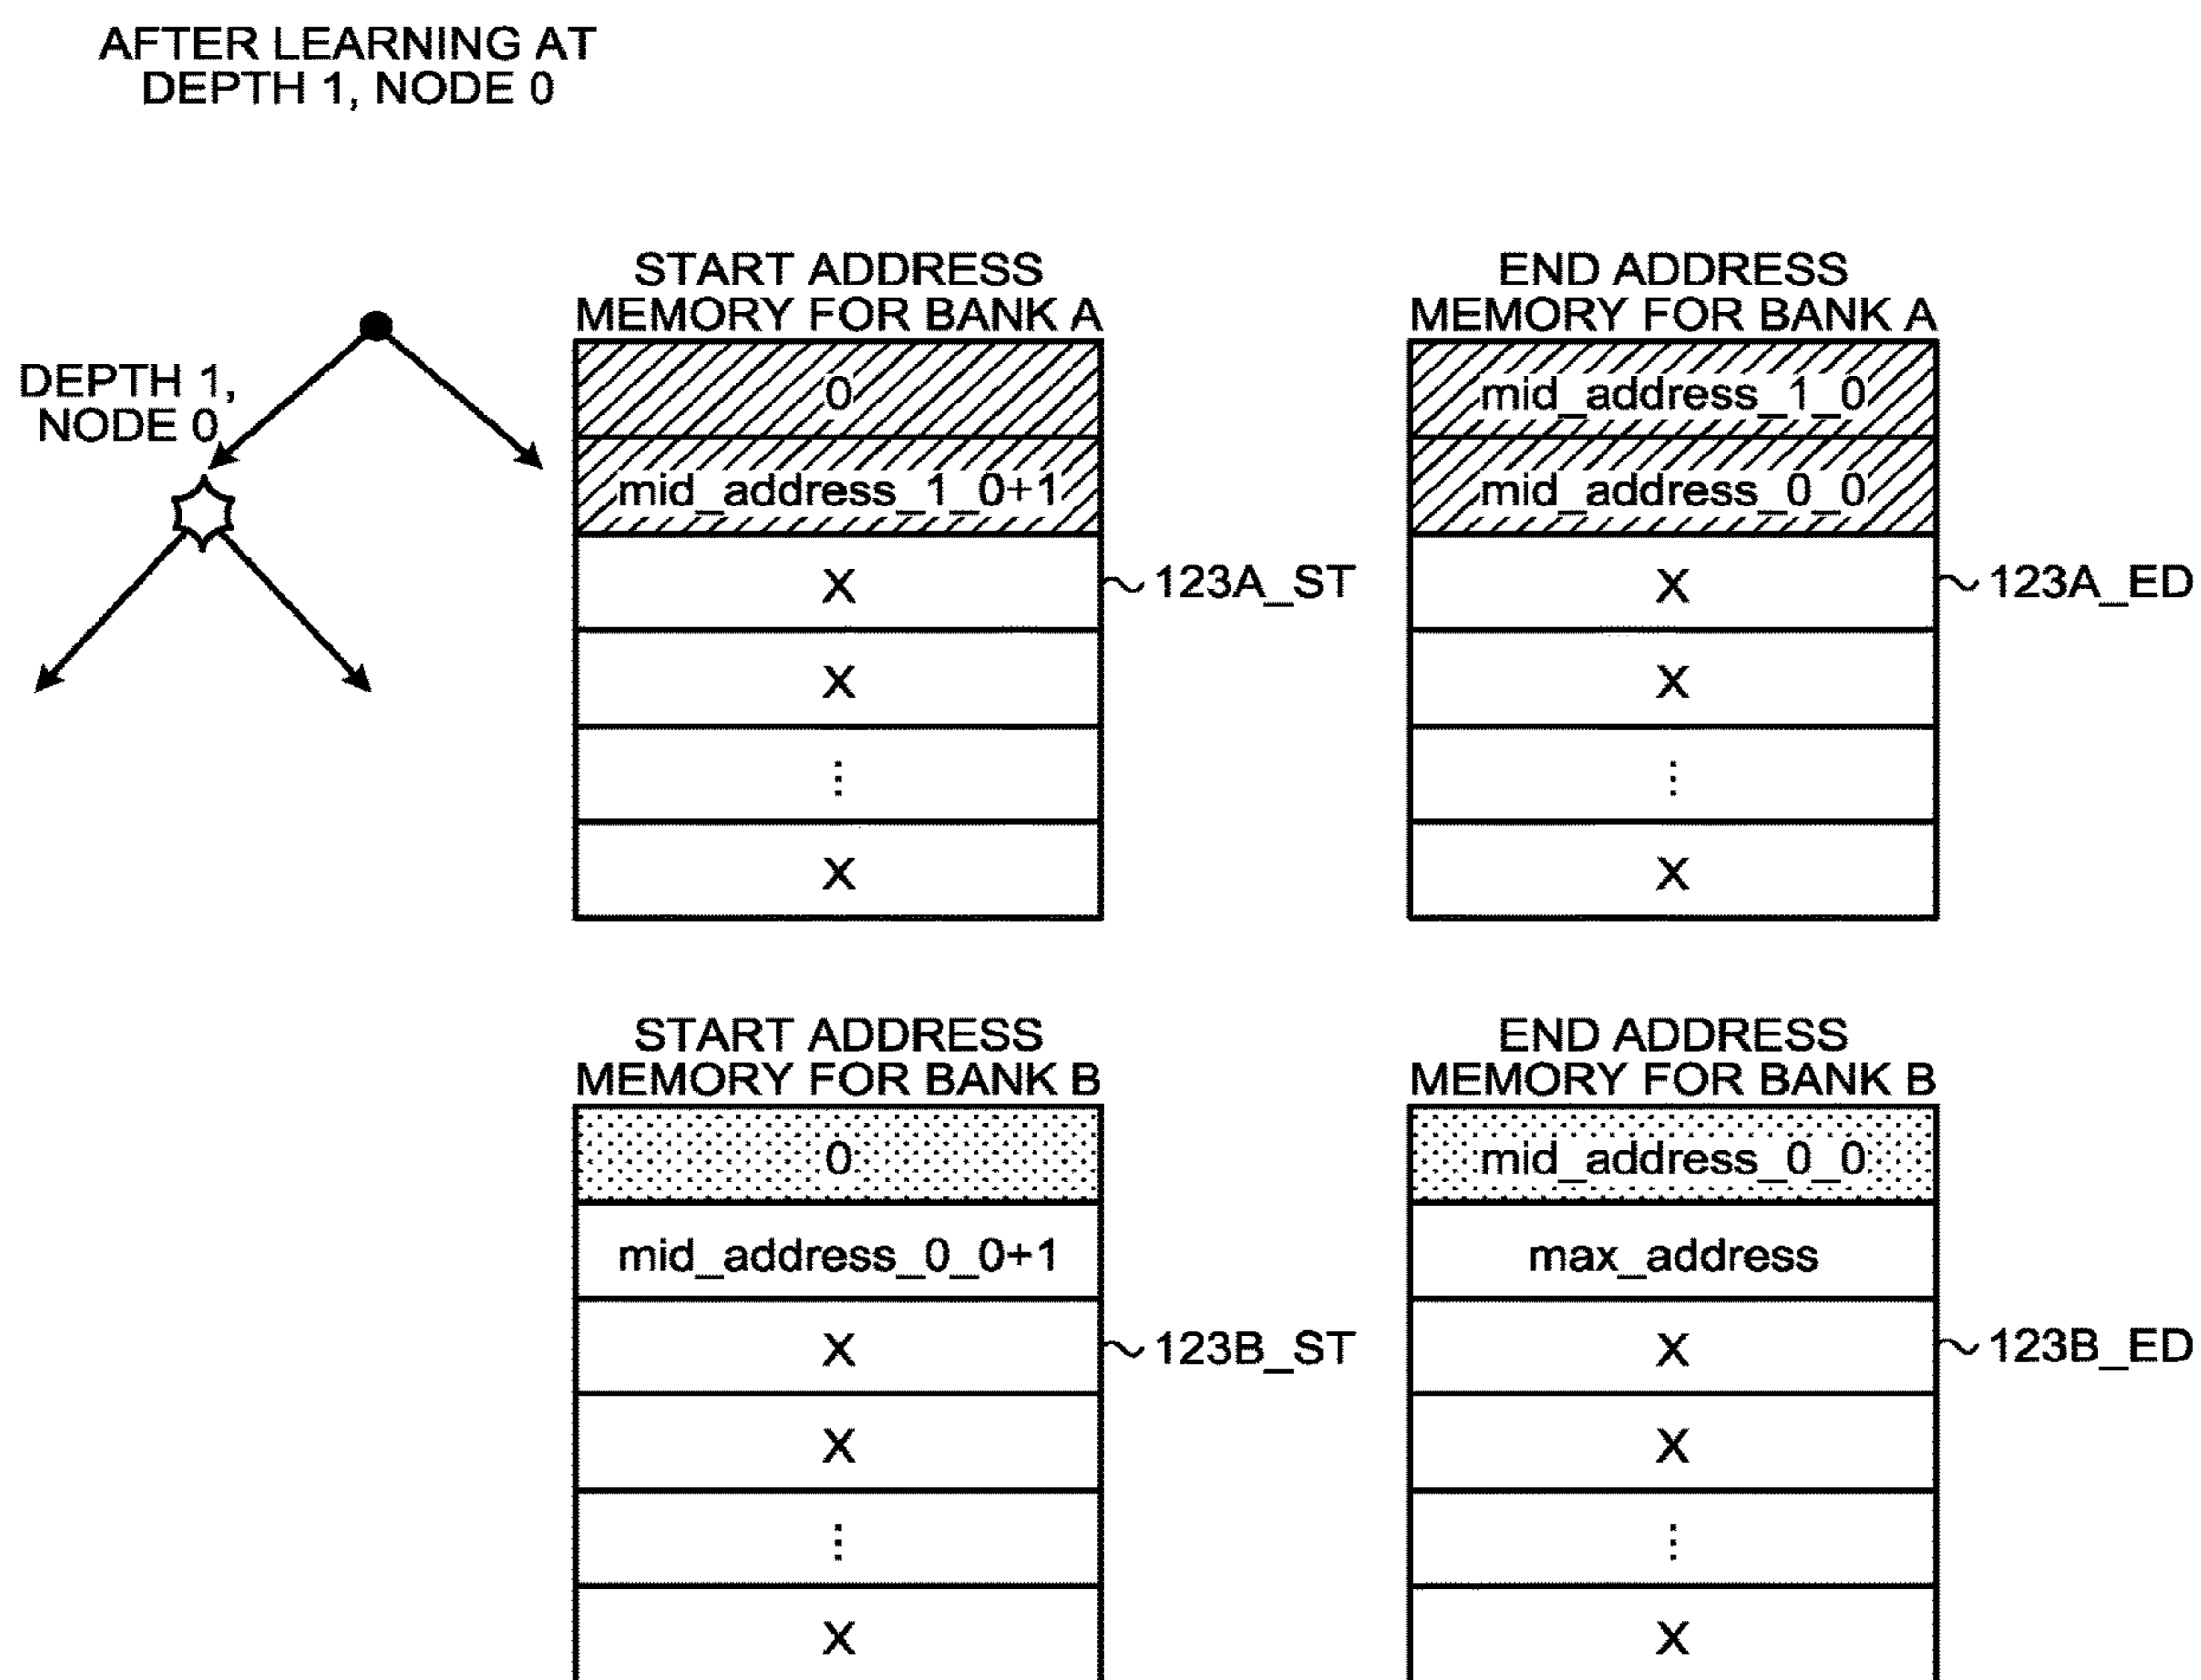 AFTER LEARNING AT
DEPTH 1, NODE 0
DEPTH 1,
NODE 0
START ADDRESS
MEMORY FOR BANK A
0
mid_address_1_0+1
X
X
⋮
X
123A_ST
END ADDRESS
MEMORY FOR BANK A
mid_address_1_0
mid_address_0_0
X
X
⋮
X
123A_ED
START ADDRESS
MEMORY FOR BANK B
0
mid_address_0_0+1
X
X
⋮
X
123B_ST
END ADDRESS
MEMORY FOR BANK B
mid_address_0_0
max_address
X
X
⋮
X
123B_ED